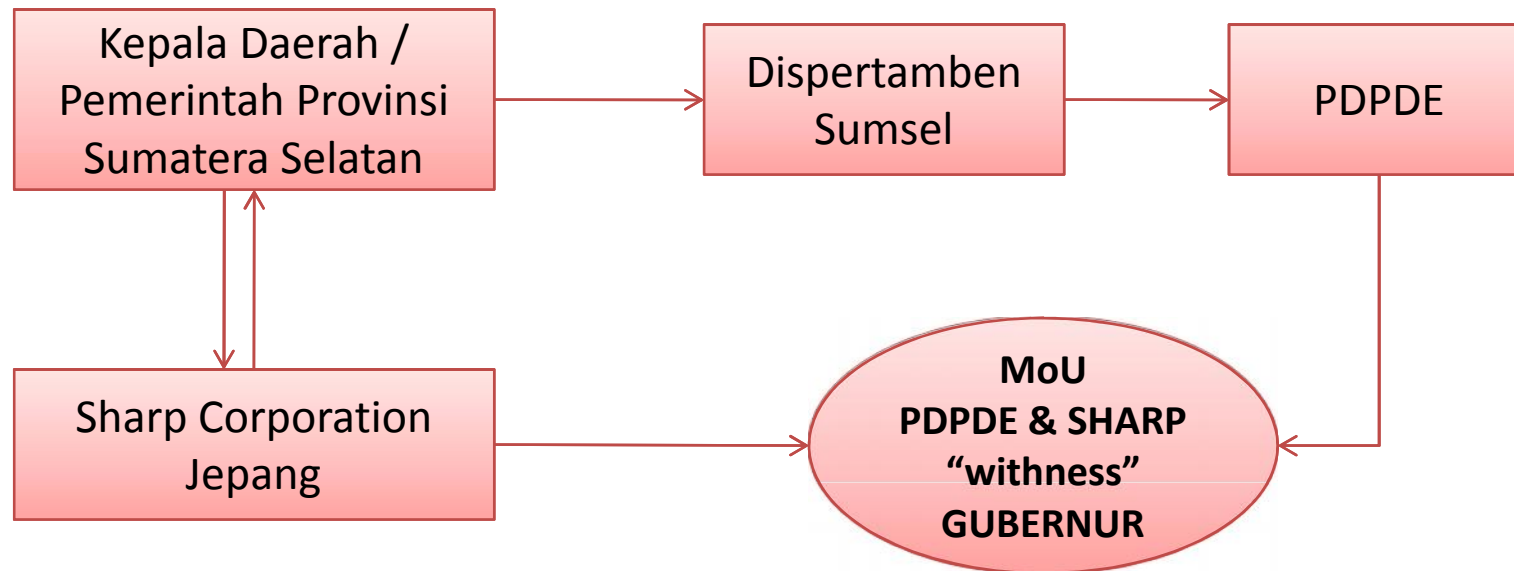 Kepala Daerah /
Pemerintah Provinsi
Sumatera Selatan
Dispertamben
Sumsel
PDPDE
Sharp Corporation
Jepang
MoU
PDPDE & SHARP
“withness”
GUBERNUR